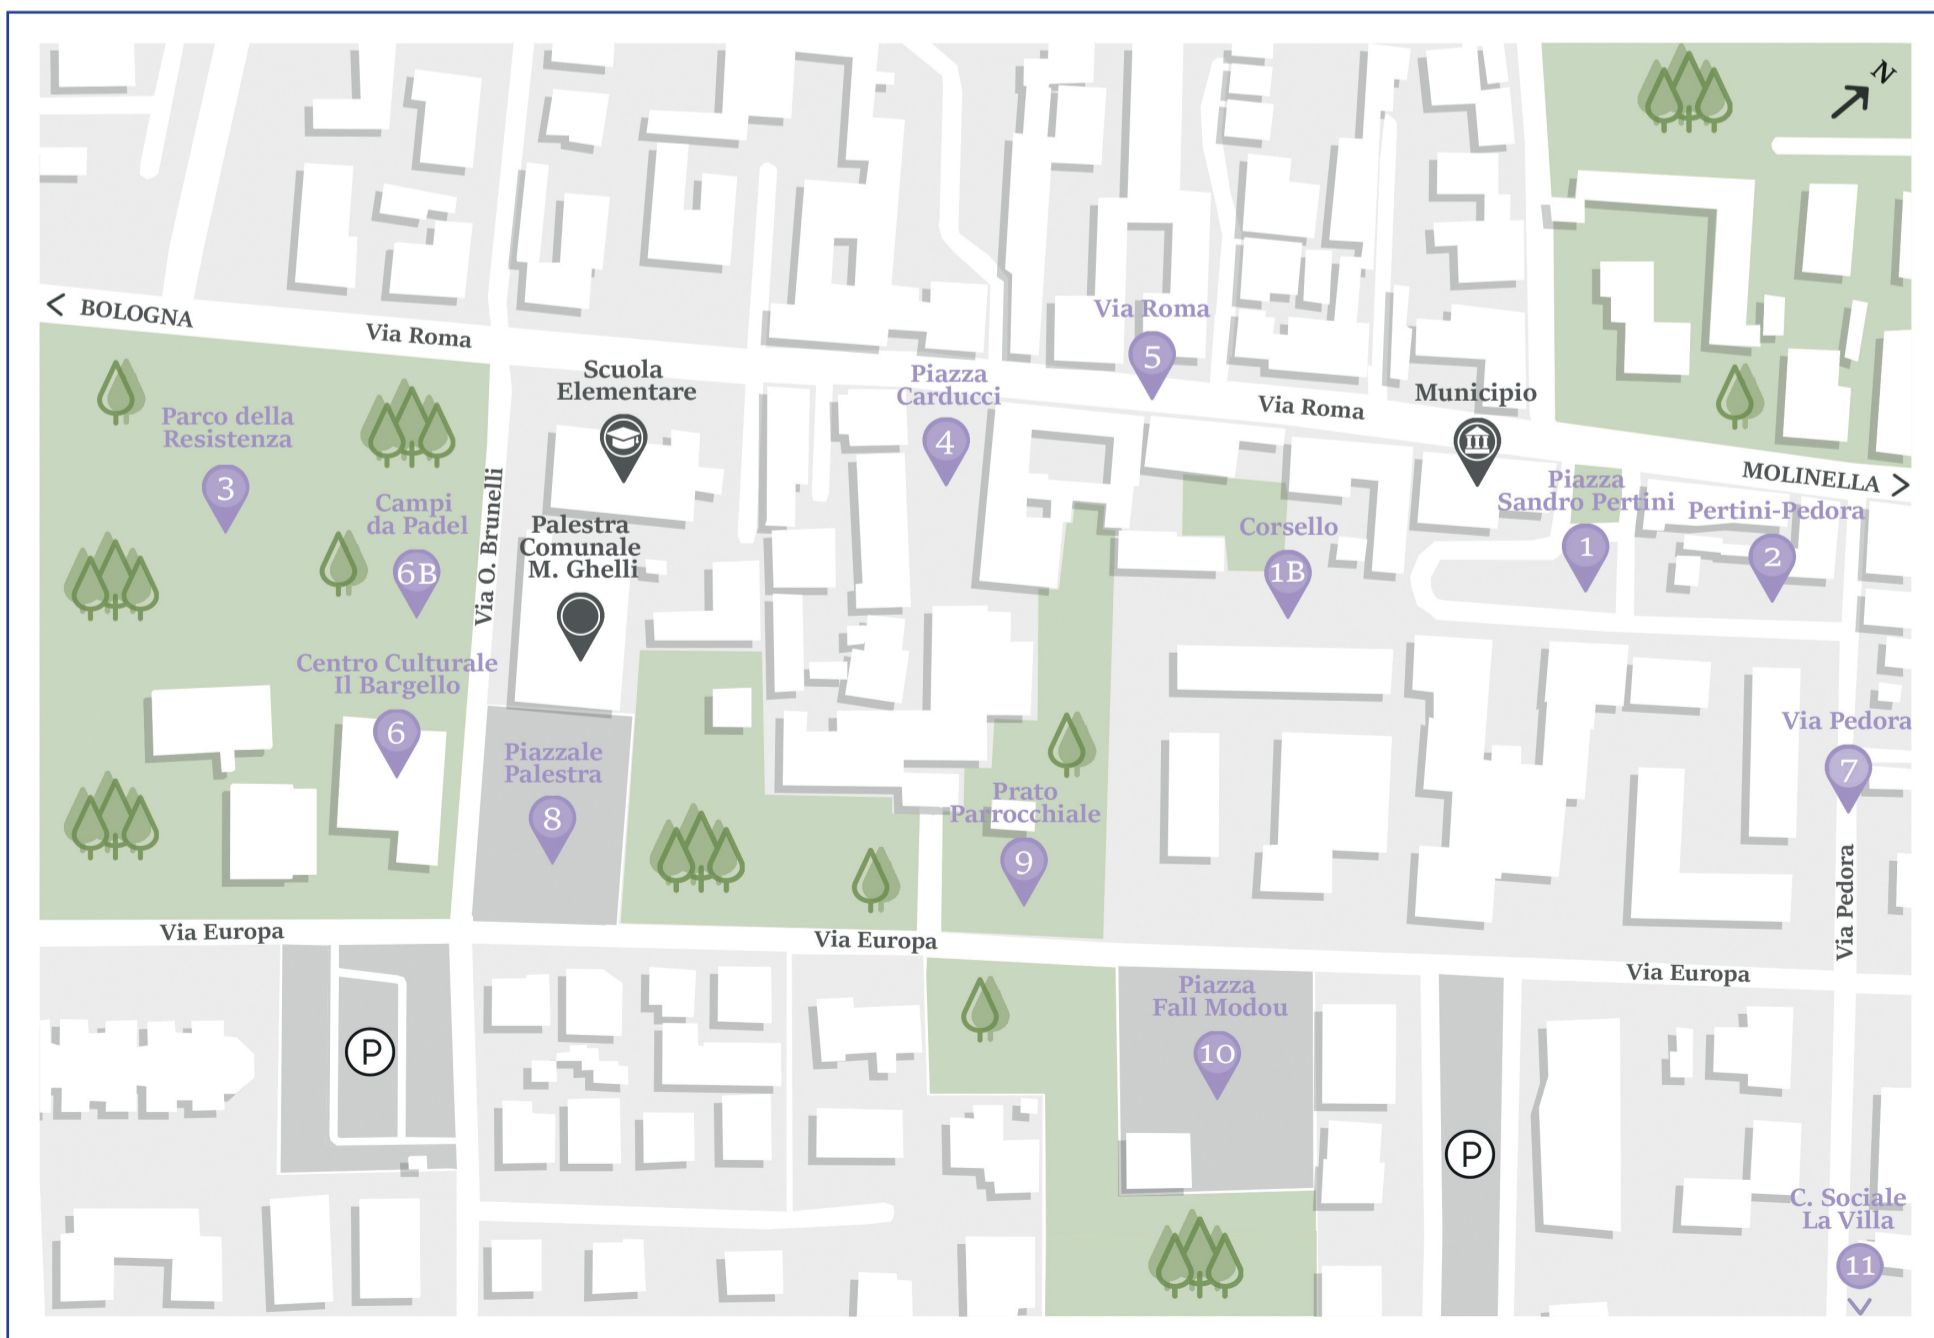 N
< BOLOGNA
Via Roma
Scuola
Elementare
Piazza
Carducci
4
Via Roma
5
Via Roma
Municipio
MOLINELLA >
Parco della
Resistenza
3
Campi
da Padel
6B
Via O. Brunelli
Palestra
Comunale
M. Ghelli
Corsello
1B
Piazza
Sandro Pertini
1
Pertini-Pedora
2
Centro Culturale
Il Bargello
6
Piazzale
Palestra
8
Prato
Parrocchiale
9
Via Pedora
7
Via Pedora
Via Europa
Via Europa
Via Europa
P
Piazza
Fall Modou
10
P
C. Sociale
La Villa
11